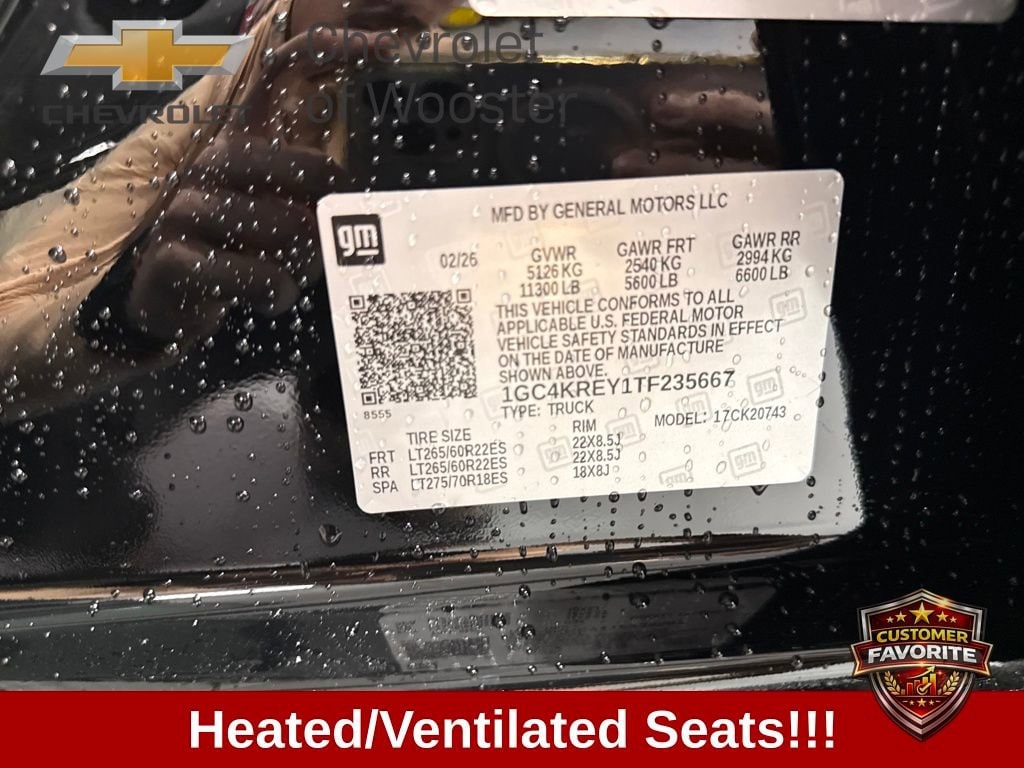 CHEVROLET
Chevrolet
of Wooster
gm
MFD BY GENERAL MOTORS LLC
02/26
GVWR
5126 KG
11300 LB
GAWR FRT
2540 KG
5600 LB
GAWR RR
2994 KG
6600 LB
THIS VEHICLE CONFORMS TO ALL
APPLICABLE U.S. FEDERAL MOTOR
VEHICLE SAFETY STANDARDS IN EFFECT
ON THE DATE OF MANUFACTURE
SHOWN ABOVE.
1GC4KREY1TF235667
8555
TYPE: TRUCK
MODEL: 17CK20743
TIRE SIZE
RIM
FRT LT265/60R22ES 22X8.5J
RR LT265/60R22ES 22X8.5J
SPA LT275/70R18ES 18X8J
CUSTOMER
FAVORITE
Heated/Ventilated Seats!!!